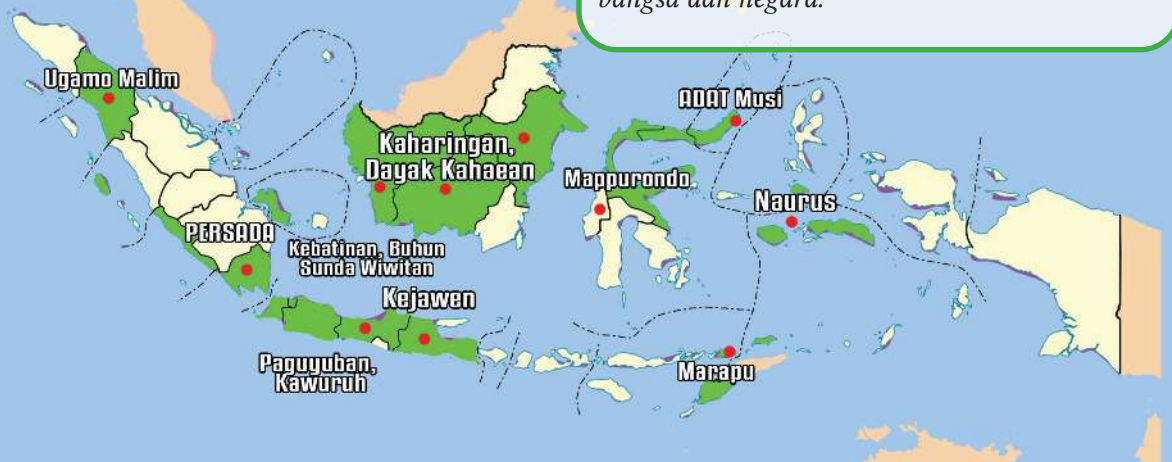 bangsa dan negara.
Ugamo Malim
ADAT Musi
Kaharingan,
Dayak Kahaean
Mappurondo
Naurus
PERSADA
Kebatinan, Buhun
Sunda Wiwitan
Kejawen
Paguyuban,
Kawuruh
Marapu